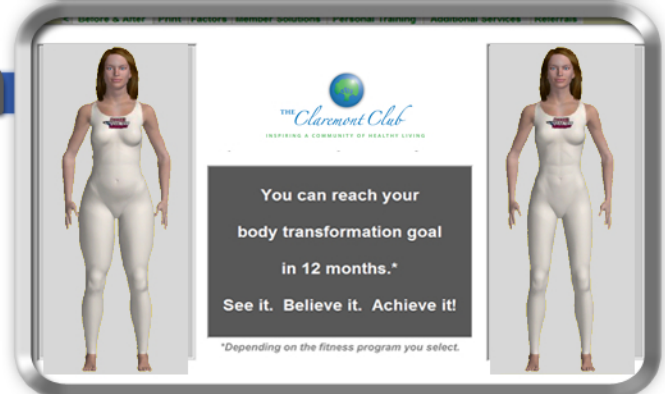 < Before & After Print Factors Member Solutions Personal Training Additional Services Referrals
THE Claremont Club
INSPIRING A COMMUNITY OF HEALTHY LIVING
You can reach your
body transformation goal
in 12 months.*
See it. Believe it. Achieve it!
*Depending on the fitness program you select.